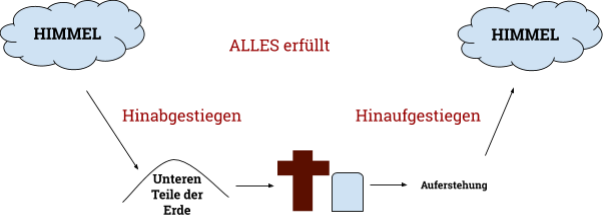 HIMMEL
HIMMEL
ALLES erfüllt
Hinabgestiegen
Hinaufgestiegen
Unteren
Teile der
Erde
Auferstehung